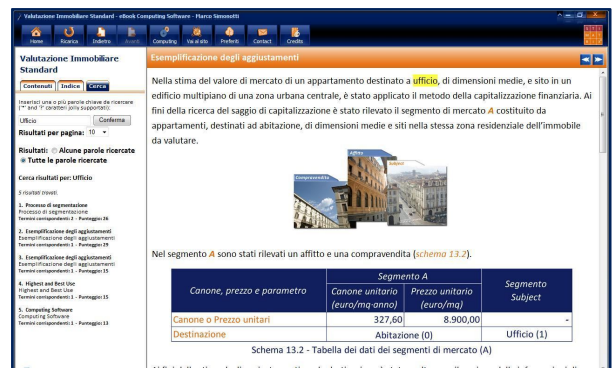 Valutazione Immobiliare Standard - eBook Computing Software - Marco Simonotti
Home Ricarica Indietro Avanti Computing Vai al sito Preferiti Contact Credits
Valutazione Immobiliare
Standard
Contenuti Indice Cerca
Inserisci una o più parole chiave da ricercare
("*" and "?" caratteri jolly supportati):
Ufficio Conferma
Risultati per pagina: 10
Risultati: Alcune parole ricercate
Tutte le parole ricercate
Cerca risultati per: Ufficio
5 risultati trovati.
1. Processo di segmentazione
Processo di segmentazione
Termini corrispondenti: 2 - Punteggio: 26
2. Esemplificazione degli aggiustamenti
Esemplificazione degli aggiustamenti
Termini corrispondenti: 1 - Punteggio: 29
3. Esemplificazione degli aggiustamenti
Esemplificazione degli aggiustamenti
Termini corrispondenti: 1 - Punteggio: 15
4. Highest and Best Use
Highest and Best Use
Termini corrispondenti: 1 - Punteggio: 15
5. Computing Software
Computing Software
Termini corrispondenti: 1 - Punteggio: 13
Esemplificazione degli aggiustamenti
Nella stima del valore di mercato di un appartamento destinato a ufficio, di dimensioni medie, e sito in un
edificio multipiano di una zona urbana centrale, è stato applicato il metodo della capitalizzazione finanziaria. Ai
fini della ricerca del saggio di capitalizzazione è stato rilevato il segmento di mercato A costituito da
appartamenti, destinati ad abitazione, di dimensioni medie e siti nella stessa zona residenziale dell'immobile
da valutare.
Affitto
Subject
Compravendita
Nel segmento A sono stati rilevati un affitto e una compravendita (schema 13.2).
Canone, prezzo e parametro Segmento A Segmento Subject
Canone unitario (euro/mq·anno) Prezzo unitario (euro/mq)
Canone o Prezzo unitari 327,60 8.900,00 -
Destinazione Abitazione (0) Ufficio (1)
Schema 13.2 - Tabella dei dati dei segmenti di mercato (A)